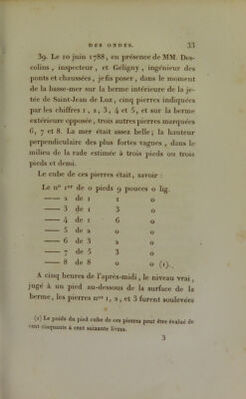 DES ONDES. 33
39. Le 10 juin 1788, en présence de MM. Des-
colins, inspecteur, et Geligny, ingénieur des
ponts et chaussées, je fis poser, dans le moment
de la basse-mer sur la berme intérieure de la je-
tée de Saint-Jean de Luz, cinq pierres indiquées
par les chiffres 1, 2, 3, 4 et 5, et sur la berme
extérieure opposée, trois autres pierres marquées
6, 7 et 8. La mer était assez belle; la hauteur
perpendiculaire des plus fortes vagues, dans le
milieu de la rade estimée à trois pieds ou trois
pieds et demi.
Le cube de ces pierres était, savoir :
Le n° 1er de 0 pieds 9 pouces 0 lig.
—— 2 de 1 1 0
—— 3 de 1 3 0
—— 4 de 1 6 0
—— 5 de 2 0 0
—— 6 de 3 2 0
—— 7 de 5 3 0
—— 8 de 8 0 0 (1).
A cinq heures de l'après-midi, le niveau vrai,
jugé à un pied au-dessous de la surface de la
berme, les pierres nos 1, 2, et 3 furent soulevées
(1) Le poids du pied cube de ces pierres peut être évalué de
cent cinquante à cent soixante livres.
3